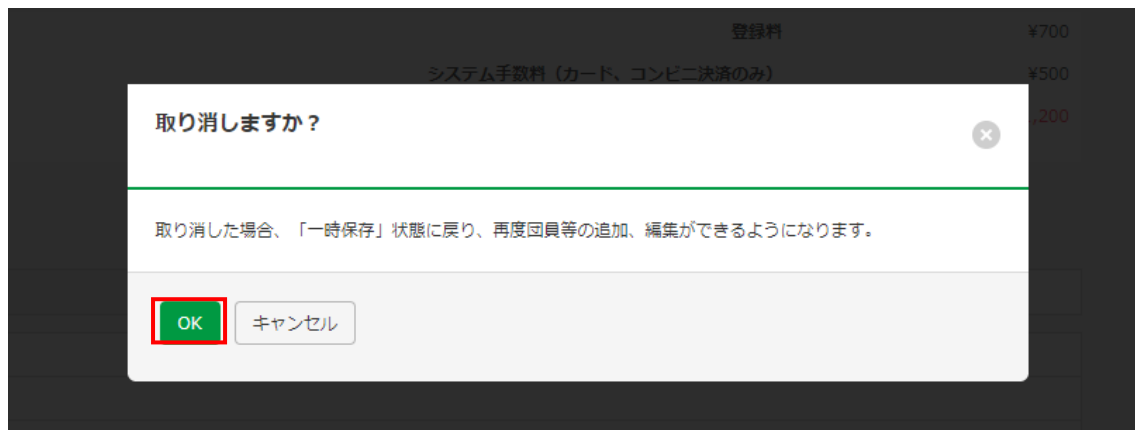 登録料 ¥700
システム手数料（カード、コンビニ決済のみ） ¥500
,200
取り消しますか？
取り消した場合、「一時保存」状態に戻り、再度団員等の追加、編集ができるようになります。
OK キャンセル